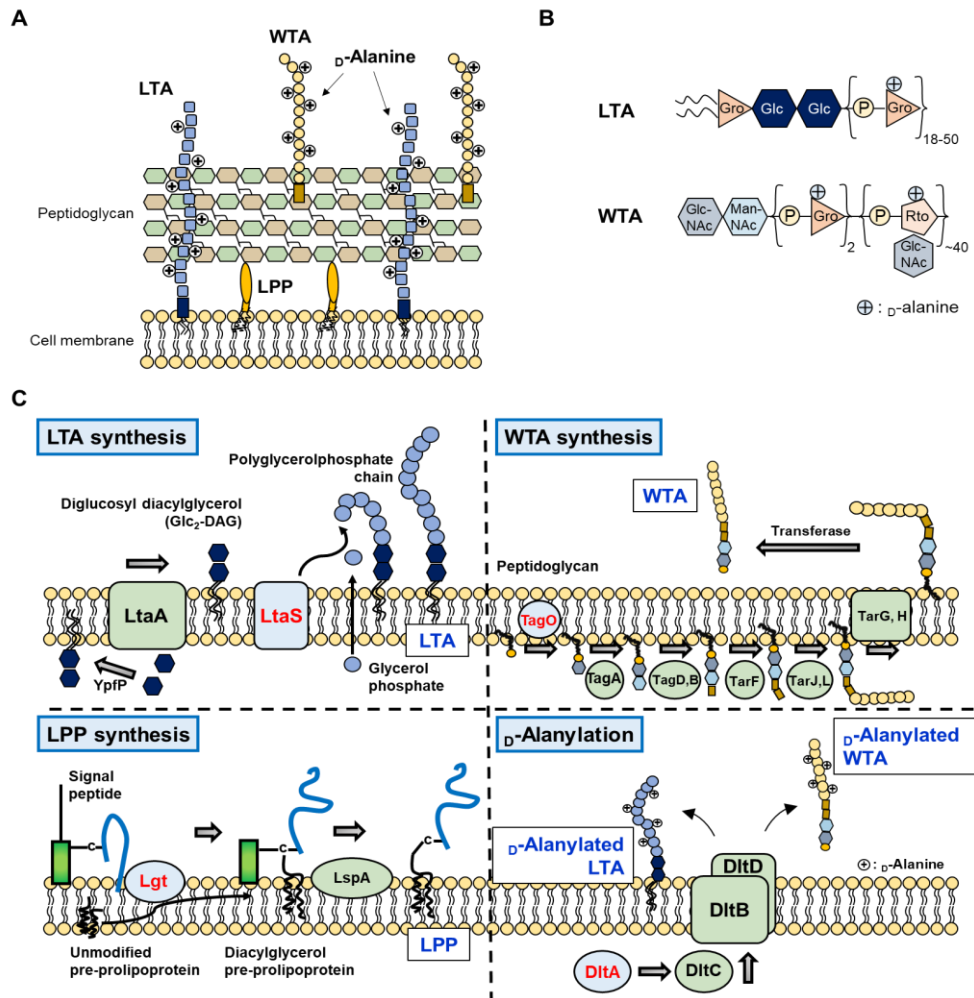 A
WTA
D-Alanine
LTA
Peptidoglycan
LPP
Cell membrane
B
LTA
Gro
Glc
Glc
P
Gro
18-50
WTA
Glc-
NAc
Man-
NAc
P
Gro
2
P
Rto
Glc-
NAc
~40
: D-alanine
C
LTA synthesis
Polyglycerolphosphate
chain
Diglucosyl diacylglycerol
(Glc2-DAG)
LtaA
LtaS
LTA
YpfP
Glycerol
phosphate
WTA synthesis
WTA
Transferase
Peptidoglycan
TagO
TarG, H
TagA
TagD,B
TarF
TarJ,L
LPP synthesis
Signal
peptide
C
C
C
Lgt
LspA
Unmodified
pre-prolipoprotein
Diacylglycerol
pre-prolipoprotein
LPP
D-Alanylation
D-Alanylated
WTA
D-Alanylated
LTA
: D-Alanine
DltD
DltB
DltA
DltC